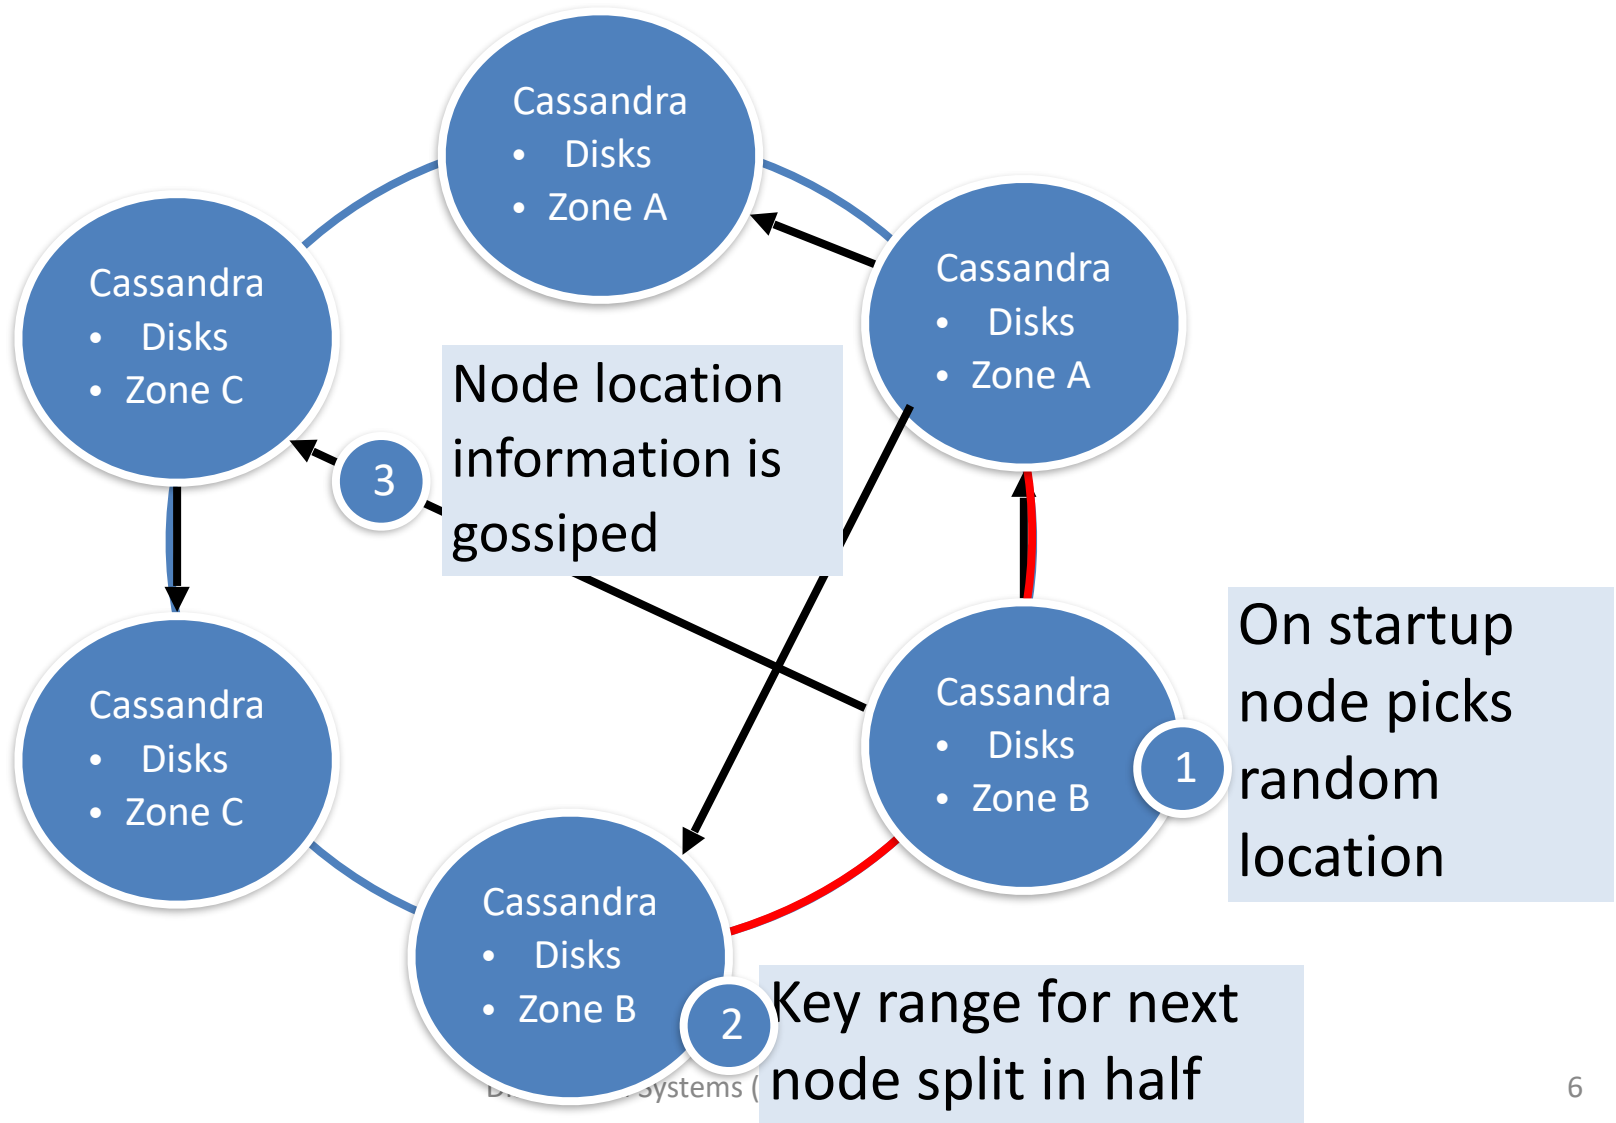 Cassandra
• Disks
• Zone A
Cassandra
• Disks
• Zone A
Cassandra
• Disks
• Zone C
Node location
information is
gossiped
3
Cassandra
• Disks
• Zone B
1
On startup
node picks
random
location
Cassandra
• Disks
• Zone C
Cassandra
• Disks
• Zone B
2
Key range for next
node split in half
Systems (
6